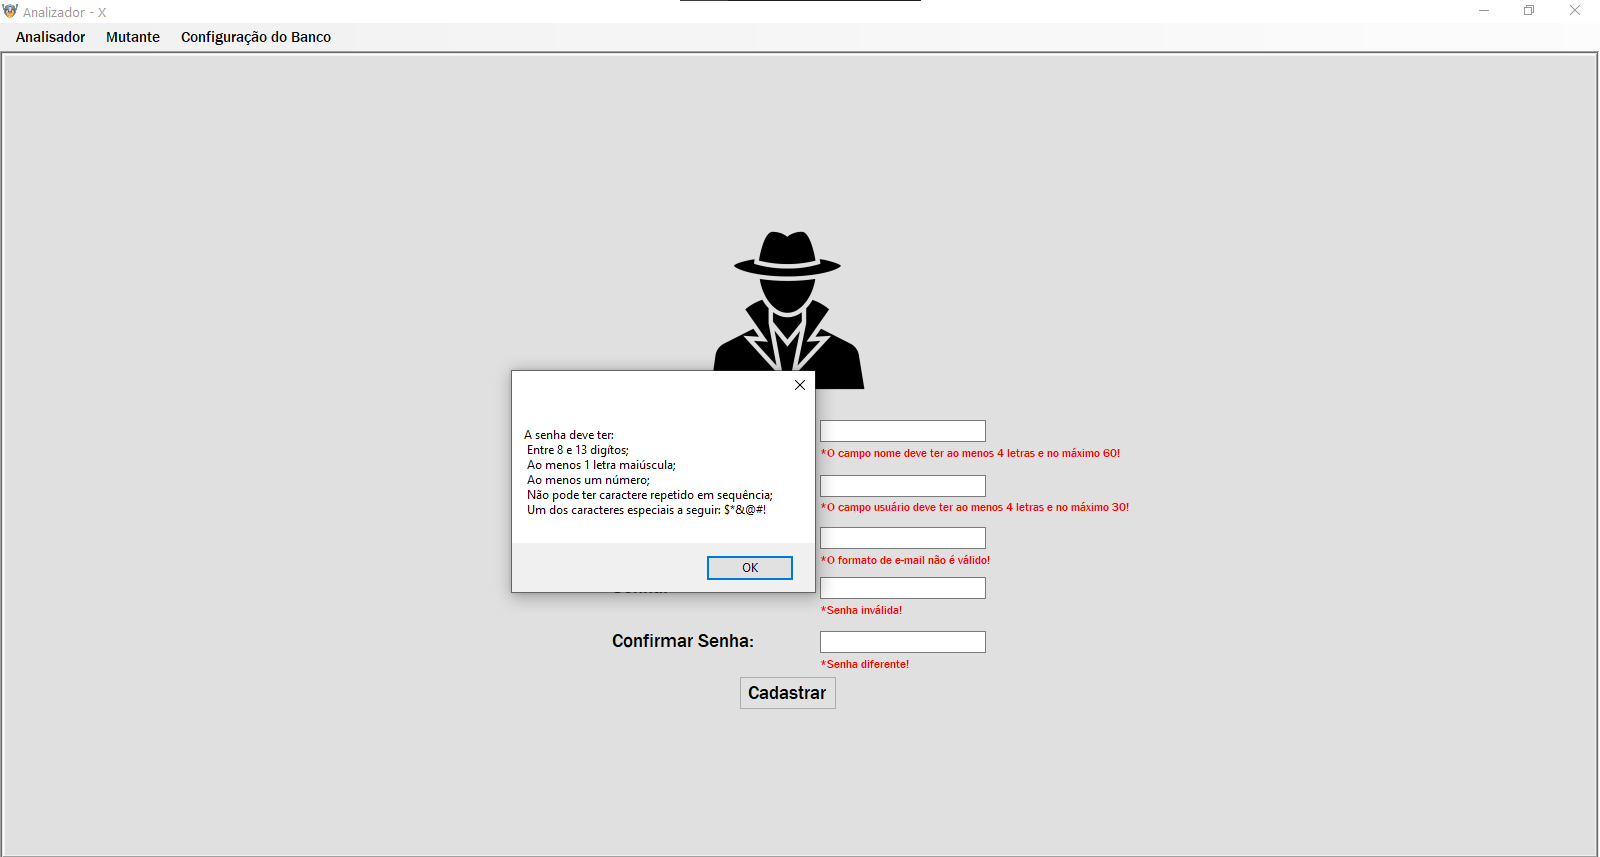 Analizador - X
Analisador Mutante Configuração do Banco
A senha deve ter:
Entre 8 e 13 digítos;
Ao menos 1 letra maiúscula;
Ao menos um número;
Não pode ter caractere repetido em sequência;
Um dos caracteres especiais a seguir: $*&@#!
OK
*O campo nome deve ter ao menos 4 letras e no máximo 60!
*O campo usuário deve ter ao menos 4 letras e no máximo 30!
*O formato de e-mail não é válido!
*Senha inválida!
Confirmar Senha:
*Senha diferente!
Cadastrar